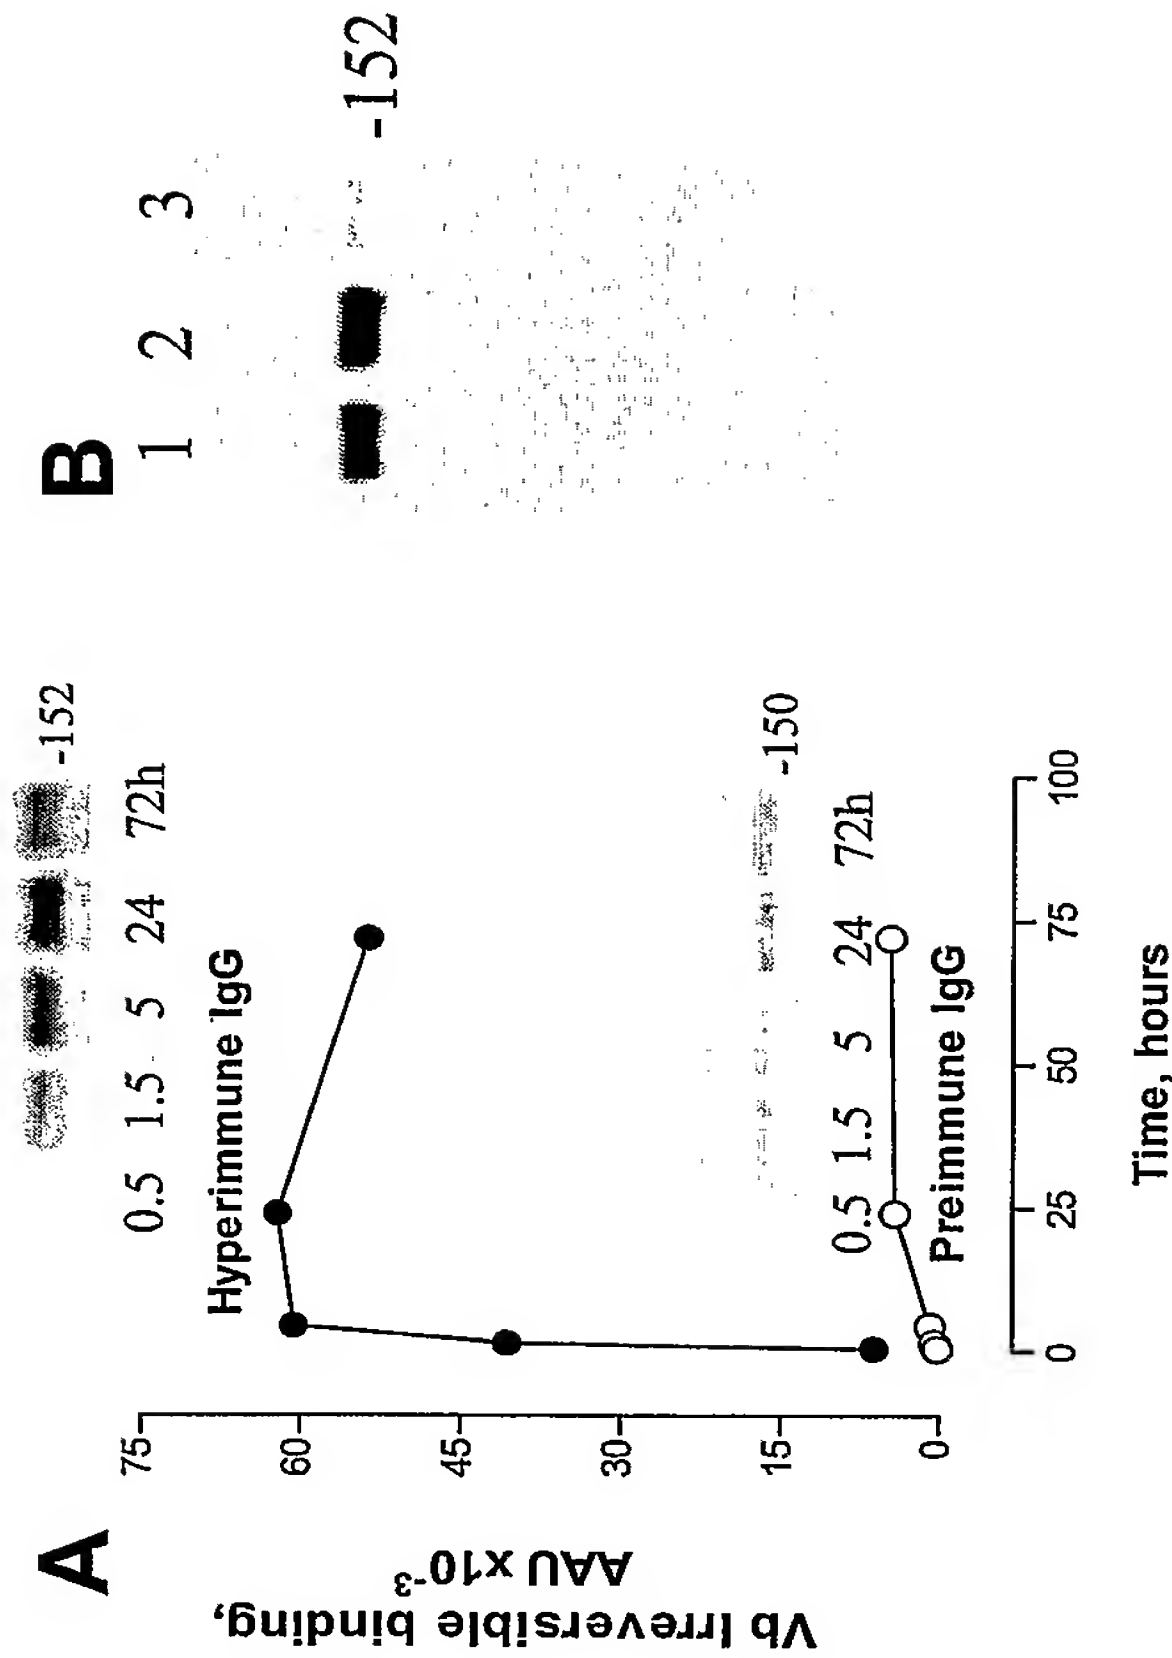 A
-152
0.5 1.5 5 24 72h
Hyperimmune IgG
Vb Irreversible binding,
AAU x10-3
75
60
45
30
15
0
-150
0.5 1.5 5 24 72h
Preimmune IgG
0 25 50 75 100
Time, hours
B
1 2 3
-152